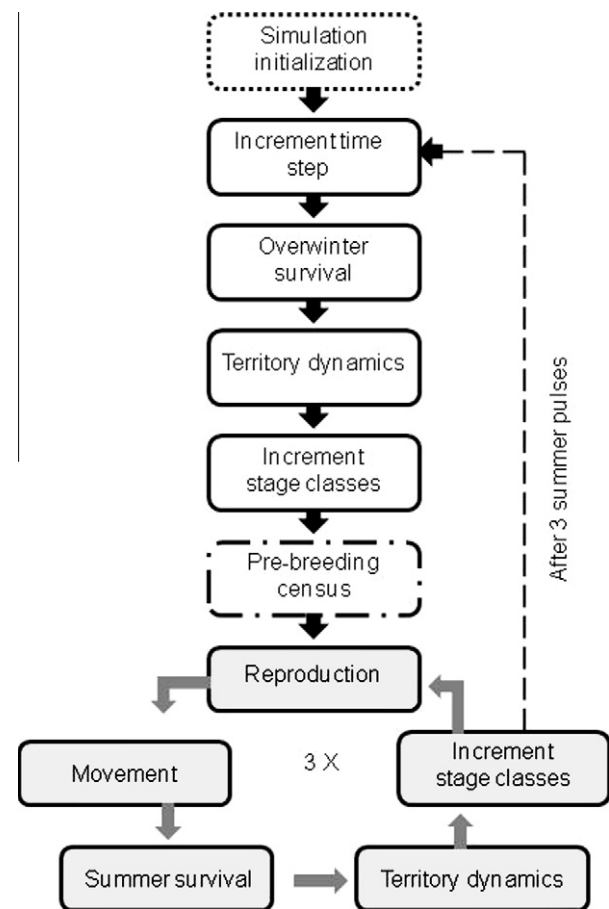 Simulation
initialization
Increment time
step
Overwinter
survival
Territory dynamics
Increment
stage classes
Pre-breeding
census
After 3 summer pulses
Reproduction
Movement
3 X
Increment
stage classes
Summer survival
Territory dynamics